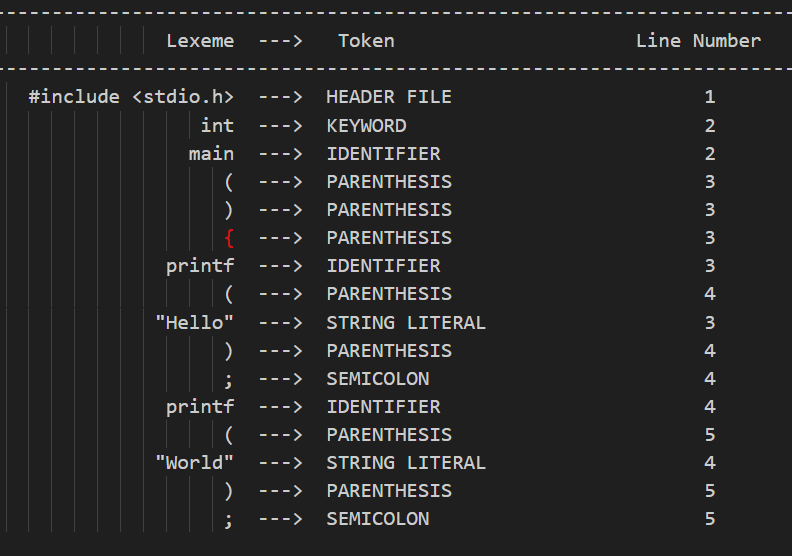 Lexeme ---> Token Line Number
#include <stdio.h> ---> HEADER FILE 1
int ---> KEYWORD 2
main ---> IDENTIFIER 2
( ---> PARENTHESIS 3
) ---> PARENTHESIS 3
{ ---> PARENTHESIS 3
printf ---> IDENTIFIER 3
( ---> PARENTHESIS 4
"Hello" ---> STRING LITERAL 3
) ---> PARENTHESIS 4
; ---> SEMICOLON 4
printf ---> IDENTIFIER 4
( ---> PARENTHESIS 5
"World" ---> STRING LITERAL 4
) ---> PARENTHESIS 5
; ---> SEMICOLON 5